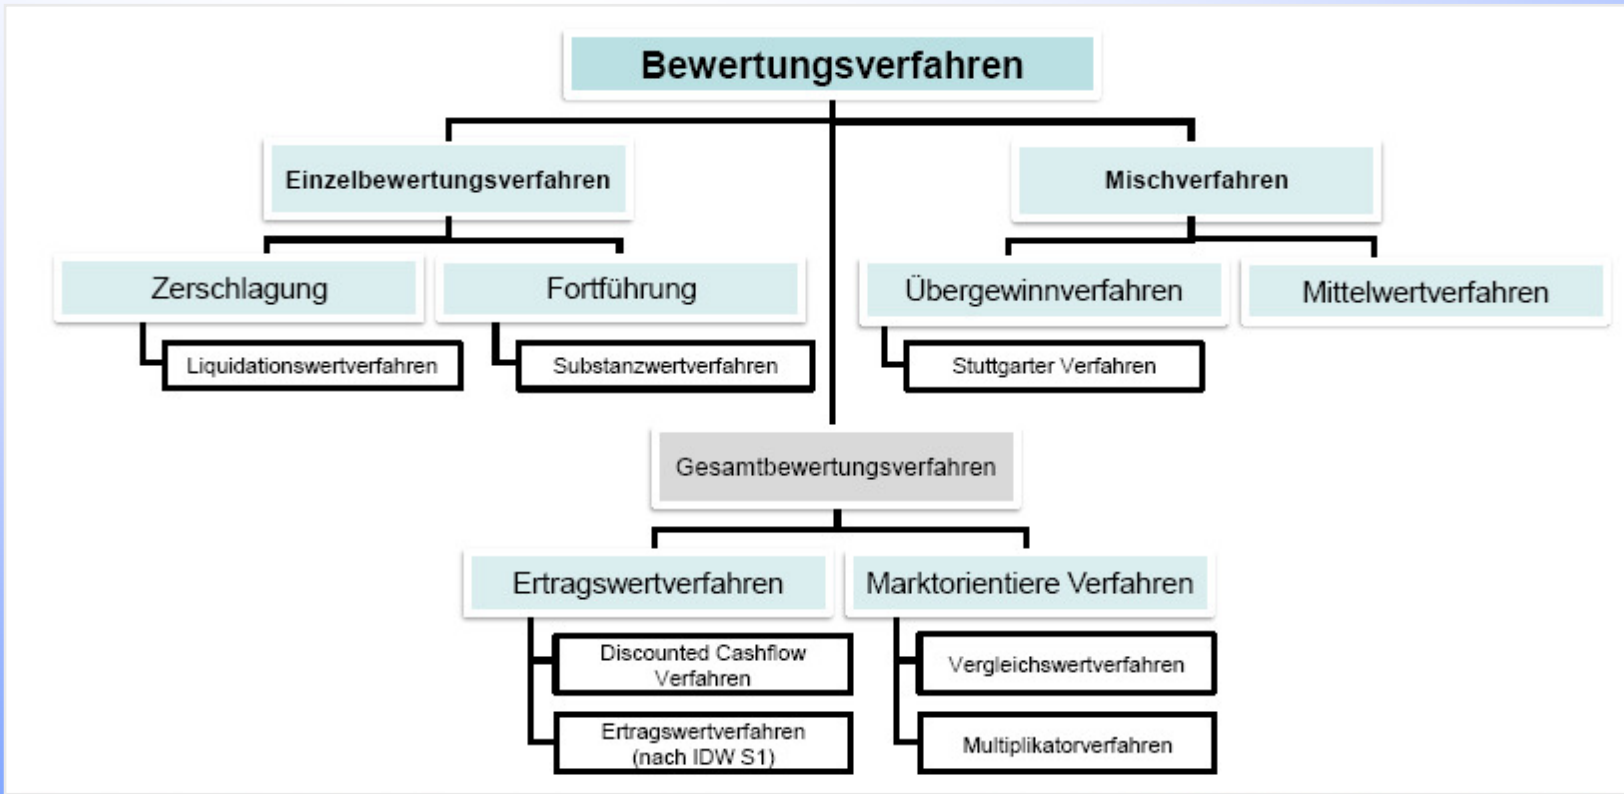 Bewertungsverfahren
Einzelbewertungsverfahren
Mischverfahren
Zerschlagung
Fortführung
Übergewinnverfahren
Mittelwertverfahren
Liquidationswertverfahren
Substanzwertverfahren
Stuttgarter Verfahren
Gesamtbewertungsverfahren
Ertragswertverfahren
Marktorientiere Verfahren
Discounted Cashflow
Verfahren
Vergleichswertverfahren
Ertragswertverfahren
(nach IDW S1)
Multiplikatorverfahren